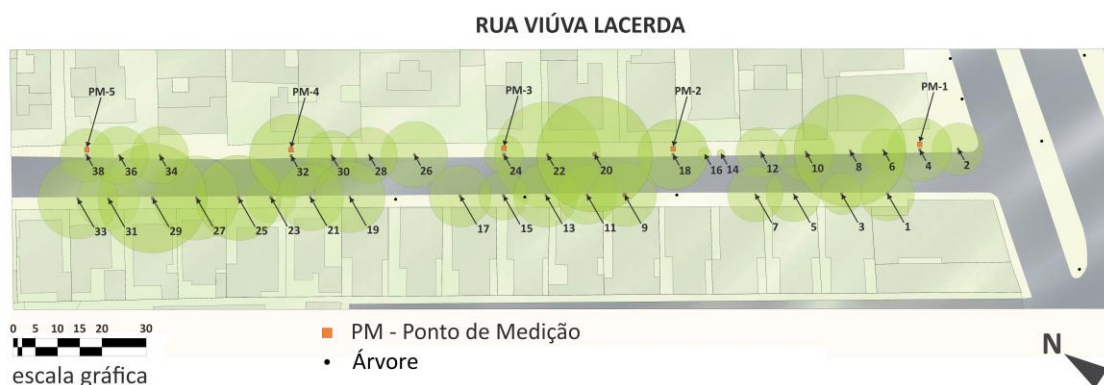 RUA VIÚVA LACERDA
PM-5 PM-4 PM-3 PM-2 PM-1
38 36 34 32 30 28 26 24 22 20 18 16 14 12 10 8 6 4 2
33 31 29 27 25 23 21 19 17 15 13 11 9 7 5 3 1
0 5 10 15 20 30
escala gráfica
PM - Ponto de Medição
Árvore
N